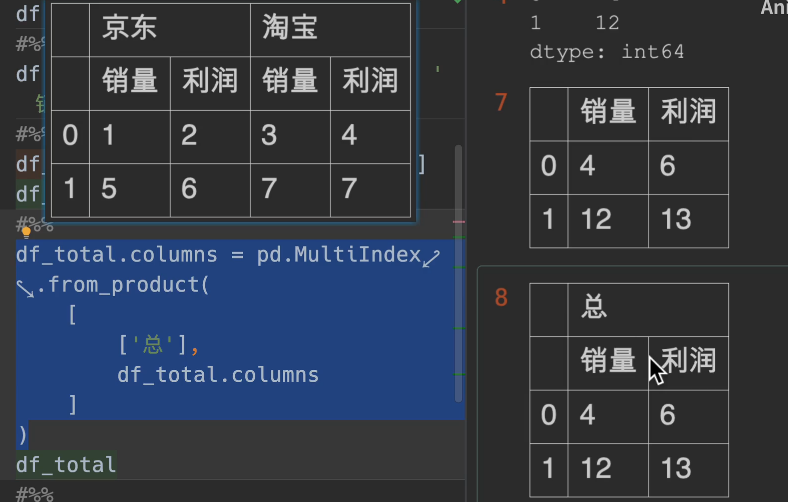 df
京东 淘宝
#%%
销量 利润 销量 利润
df '
0 1 2 3 4
#%%
df_ ]
1 5 6 7 7
df_
#%%
df_total.columns = pd.MultiIndex
.from_product(
[
['总'],
df_total.columns
]
)
df_total
#%%
Ani
1 12
dtype: int64
7
销量 利润
0 4 6
1 12 13
8
总
销量 利润
0 4 6
1 12 13